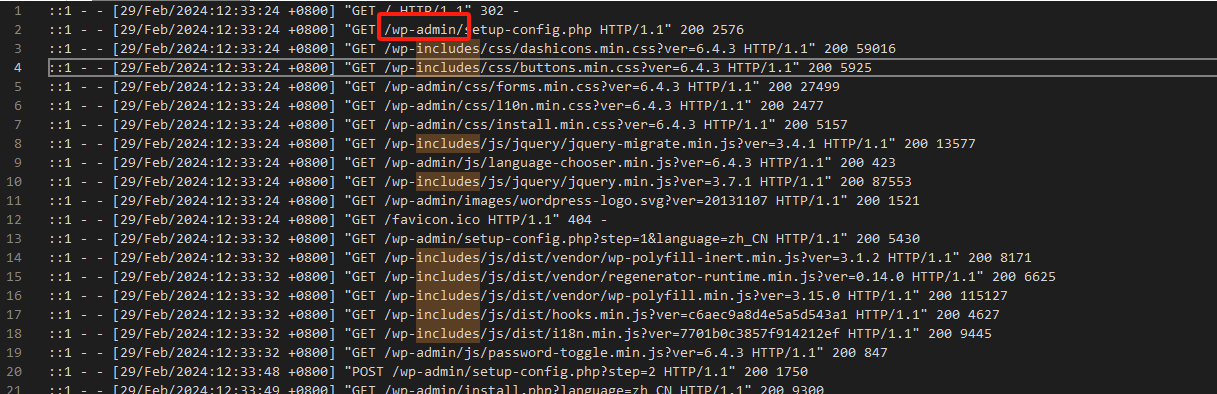 1 ::1 - - [29/Feb/2024:12:33:24 +0800] "GET / HTTP/1.1" 302 -
2 ::1 - - [29/Feb/2024:12:33:24 +0800] "GET /wp-admin/setup-config.php HTTP/1.1" 200 2576
3 ::1 - - [29/Feb/2024:12:33:24 +0800] "GET /wp-includes/css/dashicons.min.css?ver=6.4.3 HTTP/1.1" 200 59016
4 ::1 - - [29/Feb/2024:12:33:24 +0800] "GET /wp-includes/css/buttons.min.css?ver=6.4.3 HTTP/1.1" 200 5925
5 ::1 - - [29/Feb/2024:12:33:24 +0800] "GET /wp-admin/css/forms.min.css?ver=6.4.3 HTTP/1.1" 200 27499
6 ::1 - - [29/Feb/2024:12:33:24 +0800] "GET /wp-admin/css/l10n.min.css?ver=6.4.3 HTTP/1.1" 200 2477
7 ::1 - - [29/Feb/2024:12:33:24 +0800] "GET /wp-admin/css/install.min.css?ver=6.4.3 HTTP/1.1" 200 5157
8 ::1 - - [29/Feb/2024:12:33:24 +0800] "GET /wp-includes/js/jquery/jquery-migrate.min.js?ver=3.4.1 HTTP/1.1" 200 13577
9 ::1 - - [29/Feb/2024:12:33:24 +0800] "GET /wp-admin/js/language-chooser.min.js?ver=6.4.3 HTTP/1.1" 200 423
10 ::1 - - [29/Feb/2024:12:33:24 +0800] "GET /wp-includes/js/jquery/jquery.min.js?ver=3.7.1 HTTP/1.1" 200 87553
11 ::1 - - [29/Feb/2024:12:33:24 +0800] "GET /wp-admin/images/wordpress-logo.svg?ver=20131107 HTTP/1.1" 200 1521
12 ::1 - - [29/Feb/2024:12:33:24 +0800] "GET /favicon.ico HTTP/1.1" 404 -
13 ::1 - - [29/Feb/2024:12:33:32 +0800] "GET /wp-admin/setup-config.php?step=1&language=zh_CN HTTP/1.1" 200 5430
14 ::1 - - [29/Feb/2024:12:33:32 +0800] "GET /wp-includes/js/dist/vendor/wp-polyfill-inert.min.js?ver=3.1.2 HTTP/1.1" 200 8171
15 ::1 - - [29/Feb/2024:12:33:32 +0800] "GET /wp-includes/js/dist/vendor/regenerator-runtime.min.js?ver=0.14.0 HTTP/1.1" 200 6625
16 ::1 - - [29/Feb/2024:12:33:32 +0800] "GET /wp-includes/js/dist/vendor/wp-polyfill.min.js?ver=3.15.0 HTTP/1.1" 200 115127
17 ::1 - - [29/Feb/2024:12:33:32 +0800] "GET /wp-includes/js/dist/hooks.min.js?ver=c6aec9a8d4e5a5d543a1 HTTP/1.1" 200 4627
18 ::1 - - [29/Feb/2024:12:33:32 +0800] "GET /wp-includes/js/dist/i18n.min.js?ver=7701b0c3857f914212ef HTTP/1.1" 200 9445
19 ::1 - - [29/Feb/2024:12:33:32 +0800] "GET /wp-admin/js/password-toggle.min.js?ver=6.4.3 HTTP/1.1" 200 847
20 ::1 - - [29/Feb/2024:12:33:48 +0800] "POST /wp-admin/setup-config.php?step=2 HTTP/1.1" 200 1750
21 ::1 - - [29/Feb/2024:12:33:49 +0800] "GET /wp-admin/install.php?language=zh_CN HTTP/1.1" 200 9300